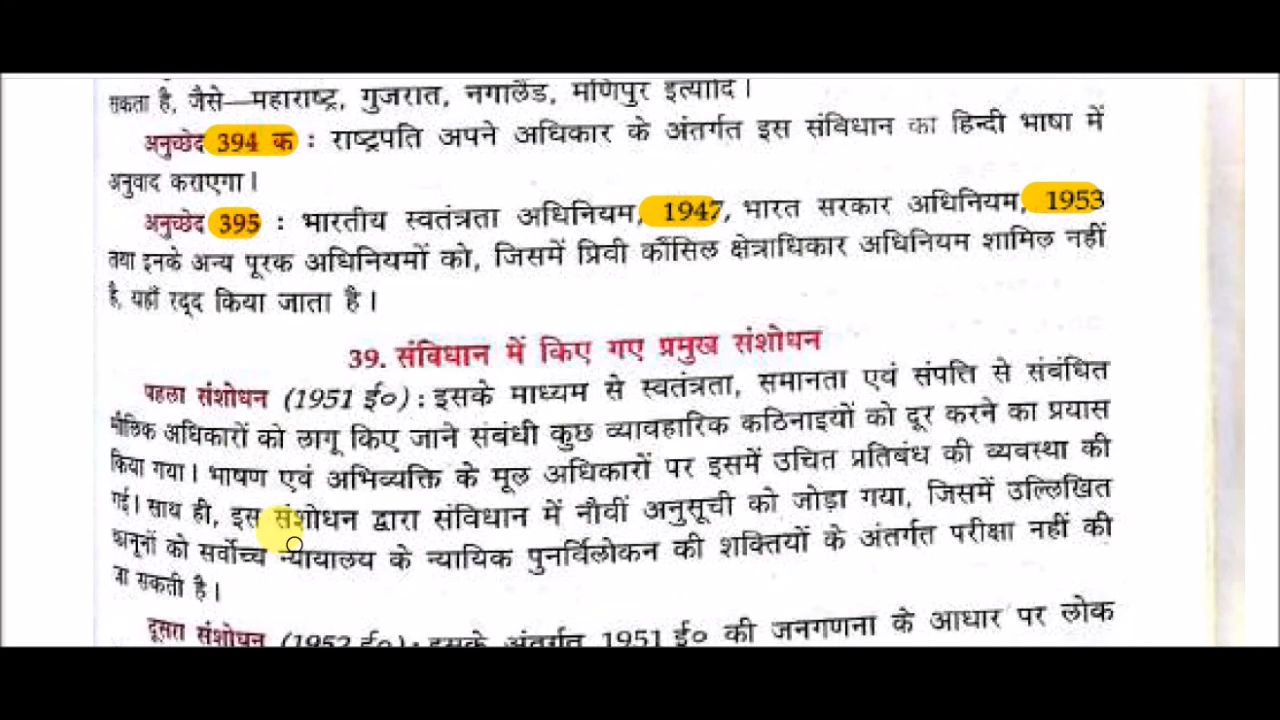 सकता है, जैसे—महाराष्ट्र, गुजरात, नगालैंड, मणिपुर इत्यादि।
अनुच्छेद 394 क : राष्ट्रपति अपने अधिकार के अंतर्गत इस संविधान का हिन्दी भाषा में
अनुवाद कराएगा।
अनुच्छेद 395 : भारतीय स्वतंत्रता अधिनियम, 1947, भारत सरकार अधिनियम, 1953
तथा इनके अन्य पूरक अधिनियमों को, जिसमें प्रिवी कौंसिल क्षेत्राधिकार अधिनियम शामिल नहीं
है, यहाँ रद्द किया जाता है।
39. संविधान में किए गए प्रमुख संशोधन
पहला संशोधन (1951 ई०) : इसके माध्यम से स्वतंत्रता, समानता एवं संपत्ति से संबंधित
मौलिक अधिकारों को लागू किए जाने संबंधी कुछ व्यावहारिक कठिनाइयों को दूर करने का प्रयास
किया गया। भाषण एवं अभिव्यक्ति के मूल अधिकारों पर इसमें उचित प्रतिबंध की व्यवस्था की
गई। साथ ही, इस संशोधन द्वारा संविधान में नौवीं अनुसूची को जोड़ा गया, जिसमें उल्लिखित
कानूनों को सर्वोच्च न्यायालय के न्यायिक पुनर्विलोकन की शक्तियों के अंतर्गत परीक्षा नहीं की
जा सकती है।
दूसरा संशोधन (1952 ई०) : इसके अंतर्गत 1951 ई० की जनगणना के आधार पर लोक